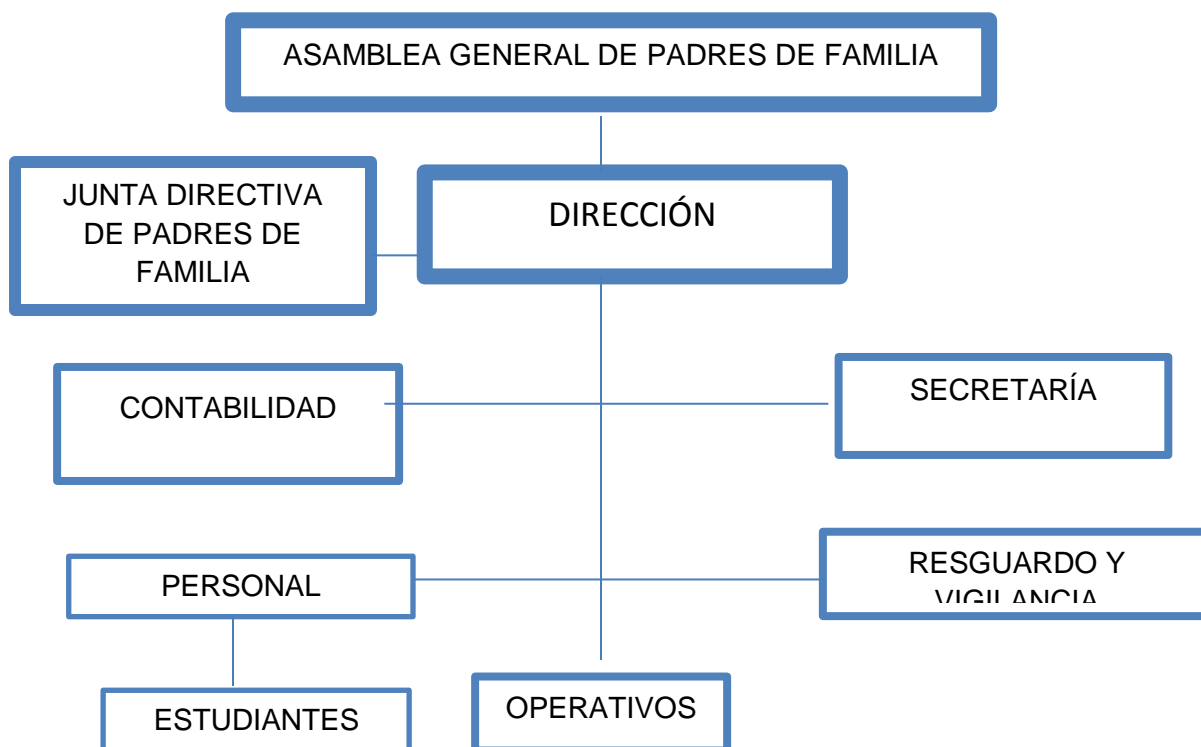 ASAMBLEA GENERAL DE PADRES DE FAMILIA
JUNTA DIRECTIVA
DE PADRES DE
FAMILIA
DIRECCIÓN
CONTABILIDAD
SECRETARÍA
PERSONAL
RESGUARDO Y
VIGILANCIA
ESTUDIANTES
OPERATIVOS